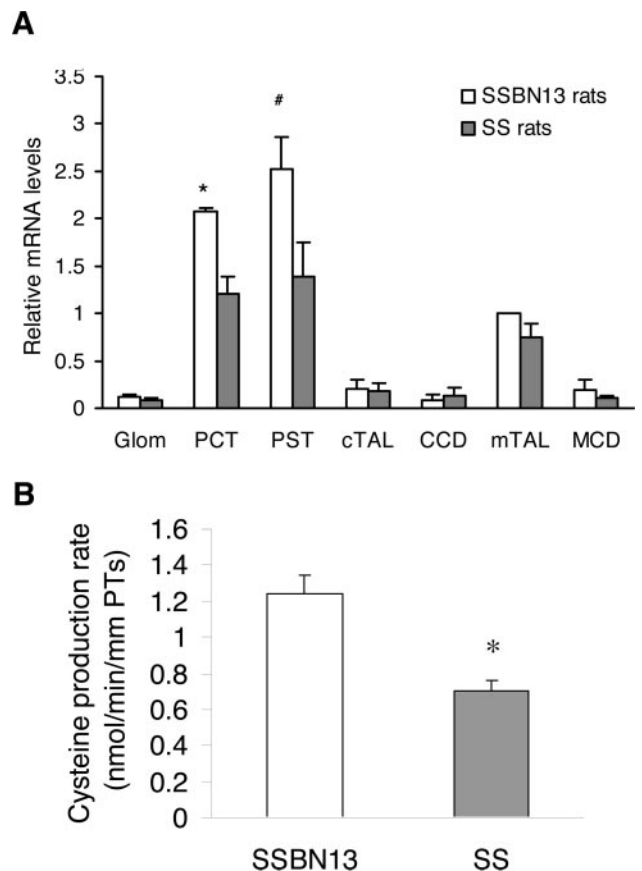 A
Relative mRNA levels
3.5
3
2.5
2
1.5
1
0.5
0
*
#
SSBN13 rats
SS rats
Glom PCT PST cTAL CCD mTAL MCD
B
Cysteine production rate
(nmol/min/mm PTs)
1.6
1.4
1.2
1
0.8
0.6
0.4
0.2
0
*
SSBN13 SS